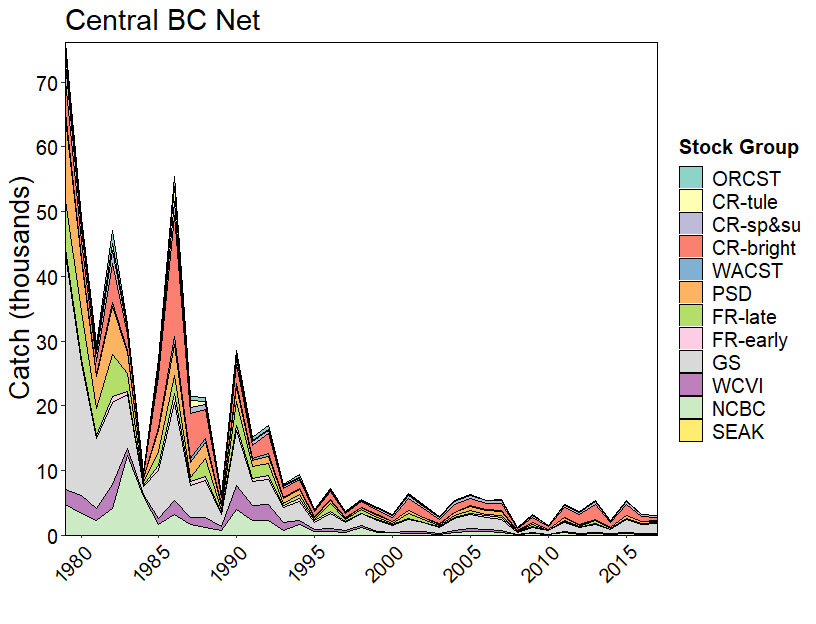 Central BC Net
Catch (thousands)
70
60
50
40
30
20
10
0
1980
1985
1990
1995
2000
2005
2010
2015
Stock Group
ORCST
CR-tule
CR-sp&su
CR-bright
WACST
PSD
FR-late
FR-early
GS
WCVI
NCBC
SEAK